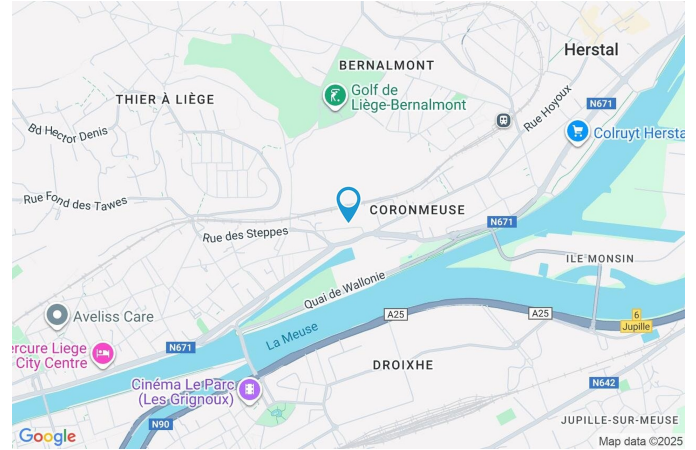 Herstal
BERNALMONT
Golf de
Liège-Bernalmont
THIER À LIÈGE
N671
Rue Hoyoux
Colruyt Hersta
Bd Hector Denis
Rue Fond des Tawes
CORONMEUSE
N671
Rue des Steppes
ILE MONSIN
Quai de Wallonie
Aveliss Care
A25
A25
6
Jupille
La Meuse
N671
ercure Liege
City Centre
DROIXHE
Cinéma Le Parc
(Les Grignoux)
N642
N90
JUPILLE-SUR-MEUSE
Google
Map data ©2025